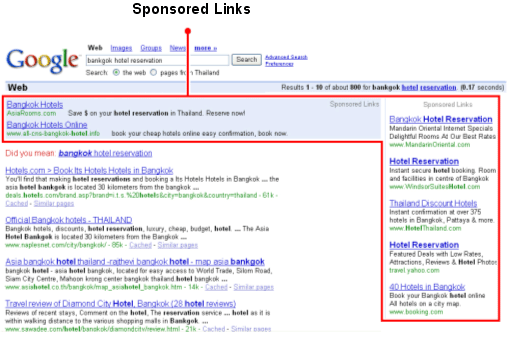 Sponsored Links
Google
Web Images Groups News more »
bankgok hotel reservation Search Advanced Search Preferences
Search: the web pages from Thailand
Web Results 1 - 10 of about 800 for bankgok hotel reservation. (0.17 seconds)
Bangkok Hotels Sponsored Links
AsiaRooms.com Save $ on your hotel reservation in Thailand. Reserve now!
Bangkok Hotels Online
www.all-cns-bangkok-hotel.info book your cheap hotels online easy confirmation, book now.
Did you mean: bangkok hotel reservation
Hotels.com > Book Its Hotels Hotels in Bangkok
You'll find that making hotel reservations and booking a Its Hotels Hotels in Bangkok ... the
asia hotel bankgok is located 30 kilometers from the bangkok ...
deals.hotels.com/brand.asp?brand=i.t.s.%20hotels&city=bangkok&country=thailand - 61k -
Cached - Similar pages
Official Bangkok hotels - THAILAND
Bangkok hotels, discounts, hotel reservation, luxury, cheap, budget, hotel. ... The Asia
Hotel Bankgok is located 30 kilometers from the bangkok ...
www.naplesnet.com/city/bangkok/ - 85k - Cached - Similar pages
Asia bangkok hotel thailand -rathevi bangkok hotel - map asia bangkok
bangkok hotel - asia hotel bangkok, located for easy access to World Trade, Silom Road,
Siam City Centre, Mahoon krong center bangkok thailand hotel bangkok ...
www.asiahotel.co.th/bangkok/map_asiahotel_bangkok.htm - 14k - Cached - Similar pages
Travel review of Diamond City Hotel, Bangkok (28 hotel reviews)
Reviews of recent stays, Comment on the hotel, The reservation service ... hotel as it is
within walking distance to the various shopping malls in Bankgok. ...
www.sawadee.com/hotel/bangkok/diamondcity/review.html - 21k - Cached - Similar pages
Sponsored Links
Bangkok Hotel Reservation
Mandarin Oriental Internet Specials
Delightful Rooms At Our Best Rates
www.MandarinOriental.com
Hotel Reservation
Instant secure hotel booking. Room
and facilities in centre of Bangkok
www.WindsorSuitesHotel.com
Thailand Discount Hotels
Instant confirmation at over 375
hotels in Bangkok, Pattaya & more.
www.HotelThailand.com
Hotel Reservation
Featured Deals with Low Rates,
Attractions, Reviews & Hotel Photos
travel.yahoo.com
40 Hotels in Bangkok
Book your Bangkok hotel online
All hotels on a city map.
www.booking.com